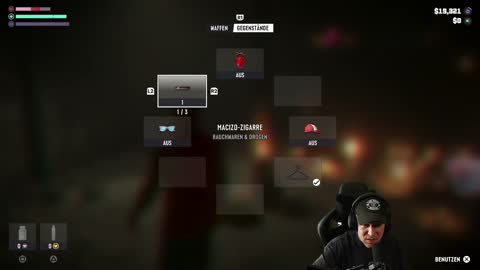 $19,321
$0
R1
WAFFEN GEGENSTÄNDE
AUS
L2
R2
1
1 / 3
AUS
MACIZO-ZIGARRE
RAUCHWAREN & DROGEN
AUS
0
0
BENUTZEN